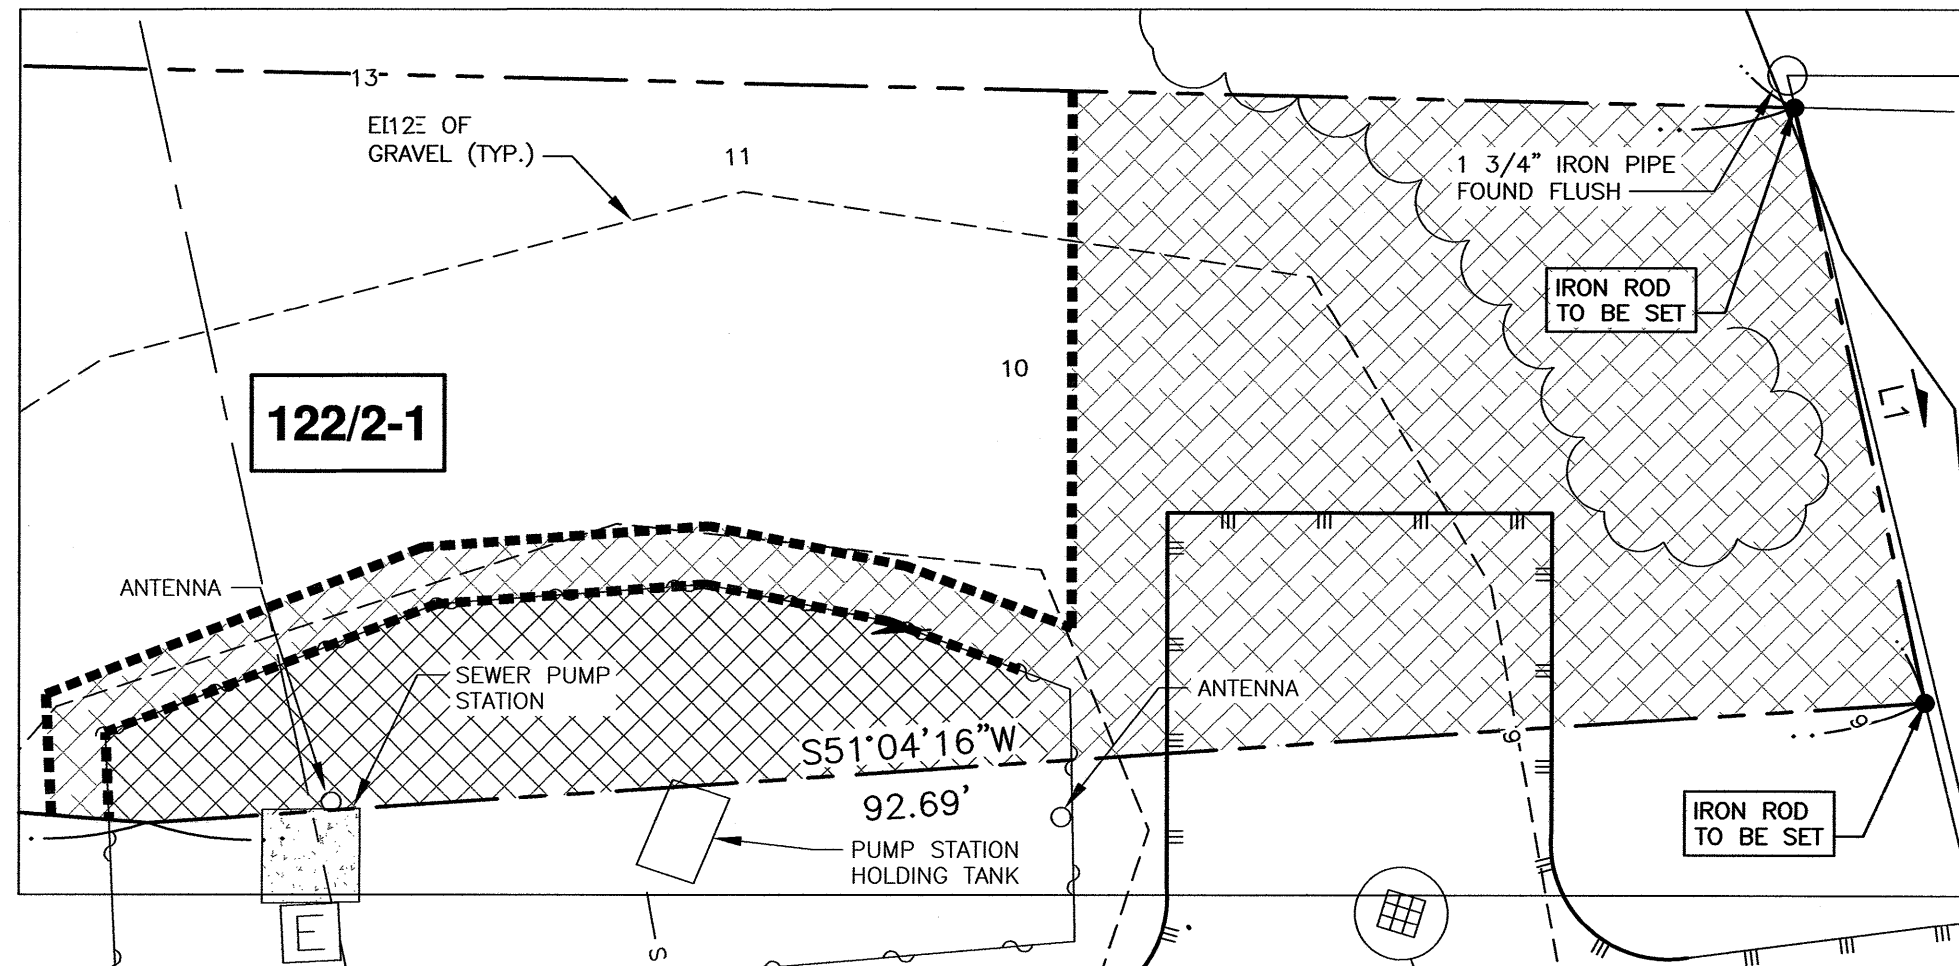 13
OF
GRAVEL (TYP.)
11
1 3/4" IRON PIPE
FOUND FLUSH
IRON ROD
TO BE SET
10
122/2-1
L1
ANTENNA
SEWER PUMP
STATION
ANTENNA
S51°04'16"W
92.69'
9
9
PUMP STATION
HOLDING TANK
IRON ROD
TO BE SET
E
S